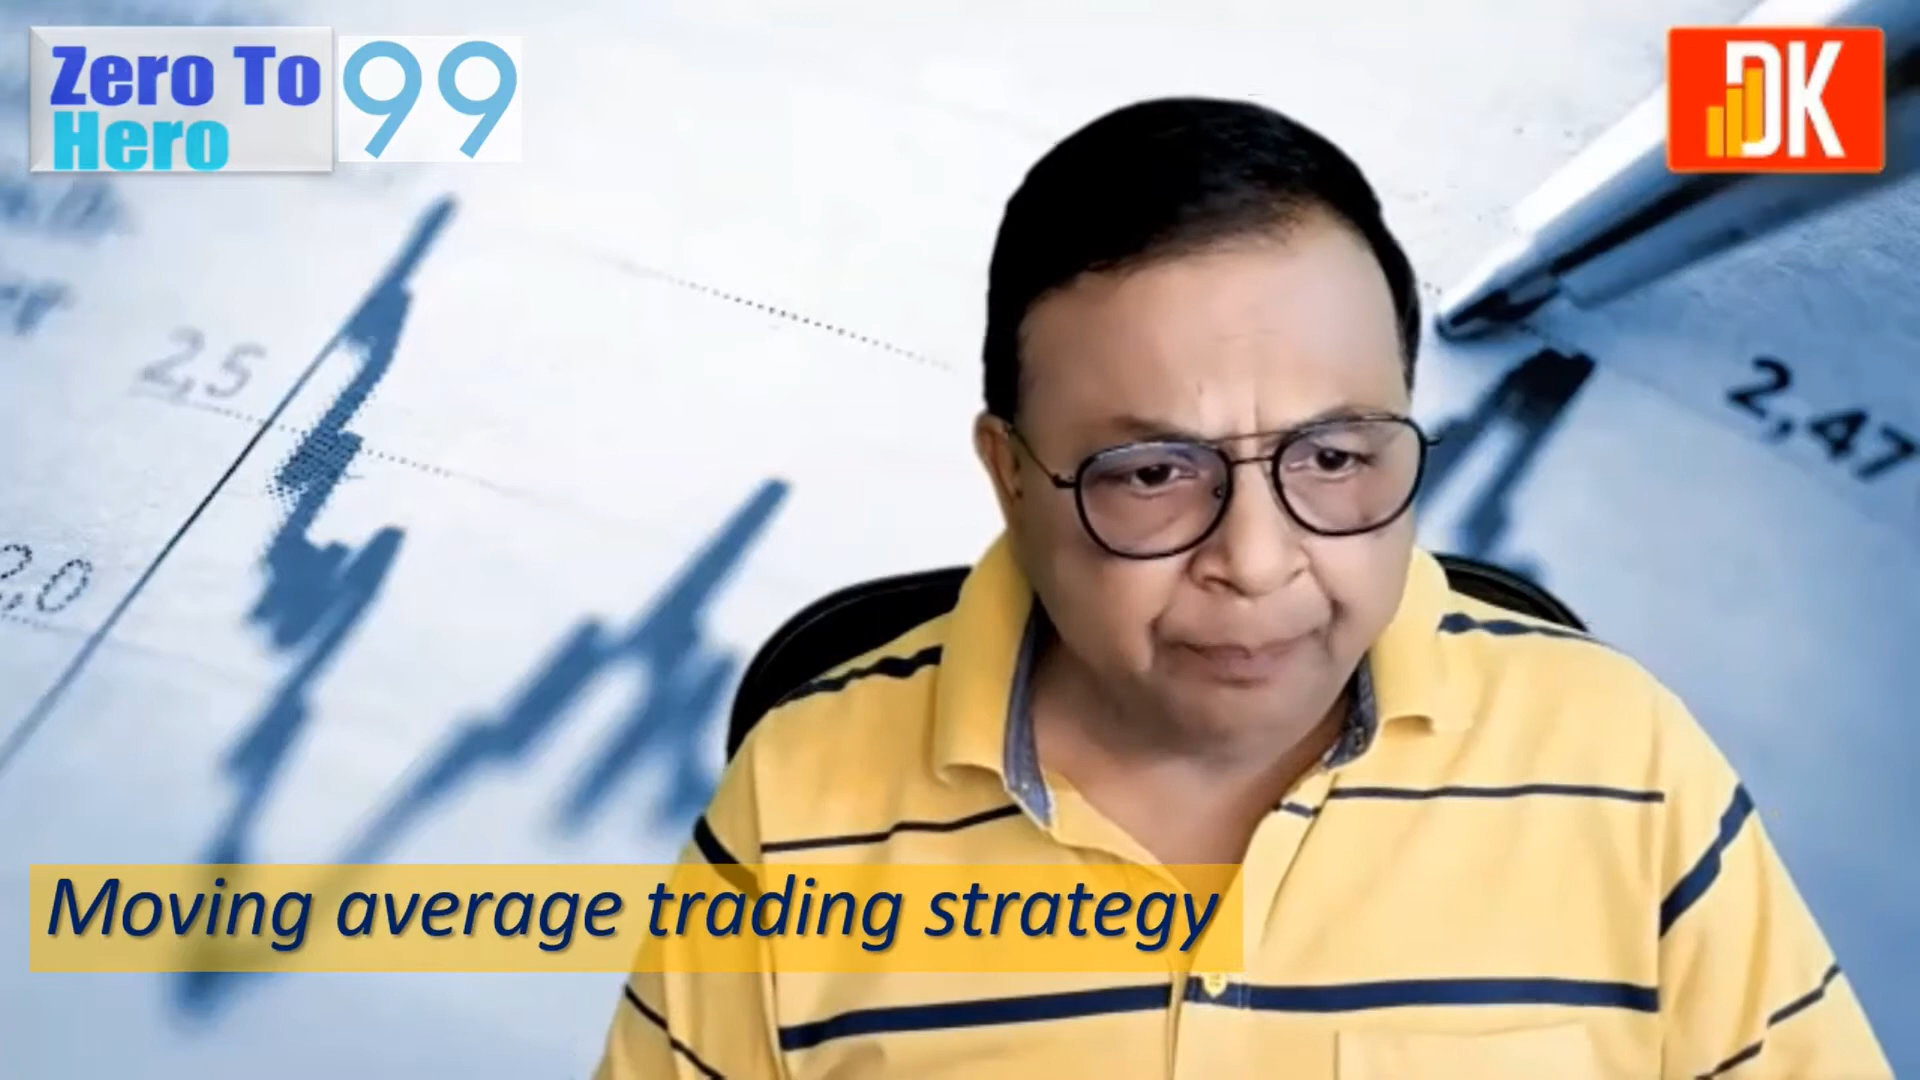 Zero To
Hero
99
DK
2,5
2,0
2,47
Moving average trading strategy